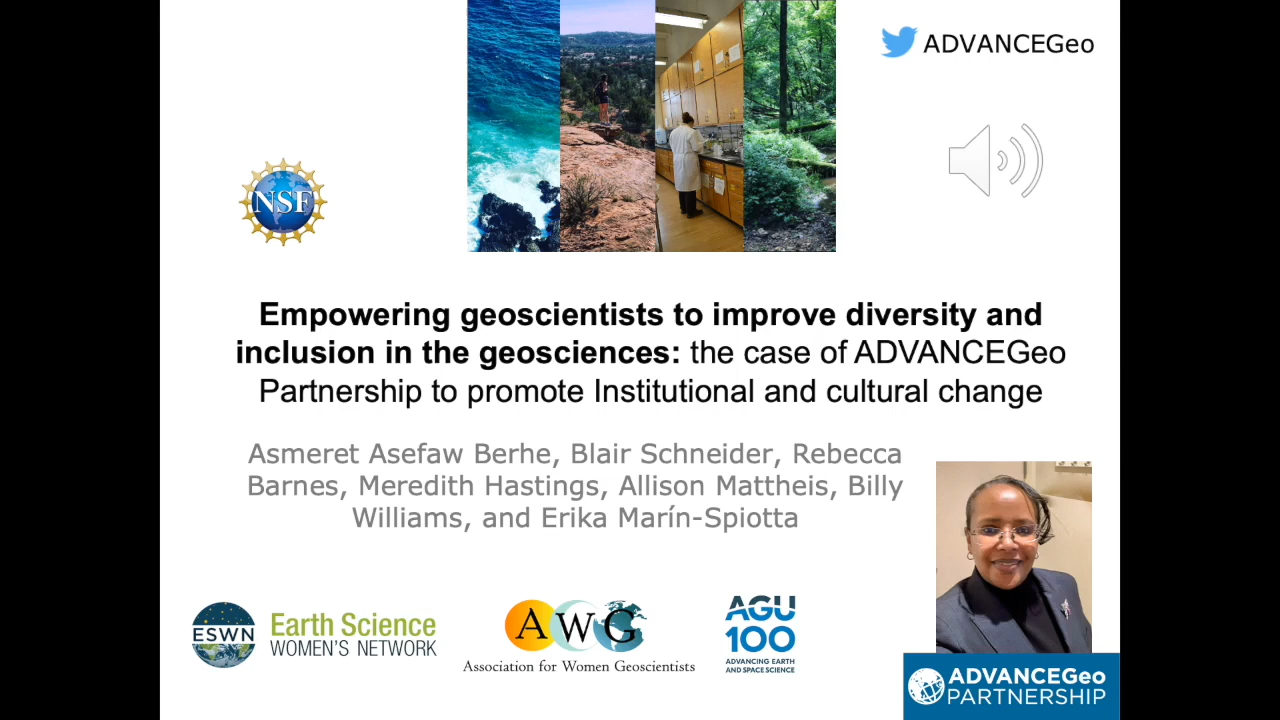 ADVANCEGeo
NSF
Empowering geoscientists to improve diversity and
inclusion in the geosciences: the case of ADVANCEGeo
Partnership to promote Institutional and cultural change
Asmeret Asefaw Berhe, Blair Schneider, Rebecca
Barnes, Meredith Hastings, Allison Mattheis, Billy
Williams, and Erika Marín-Spiotta
ESWN
Earth Science
WOMEN'S NETWORK
AWG
Association for Women Geoscientists
AGU
100
ADVANCING EARTH
AND SPACE SCIENCE
ADVANCEGeo
PARTNERSHIP